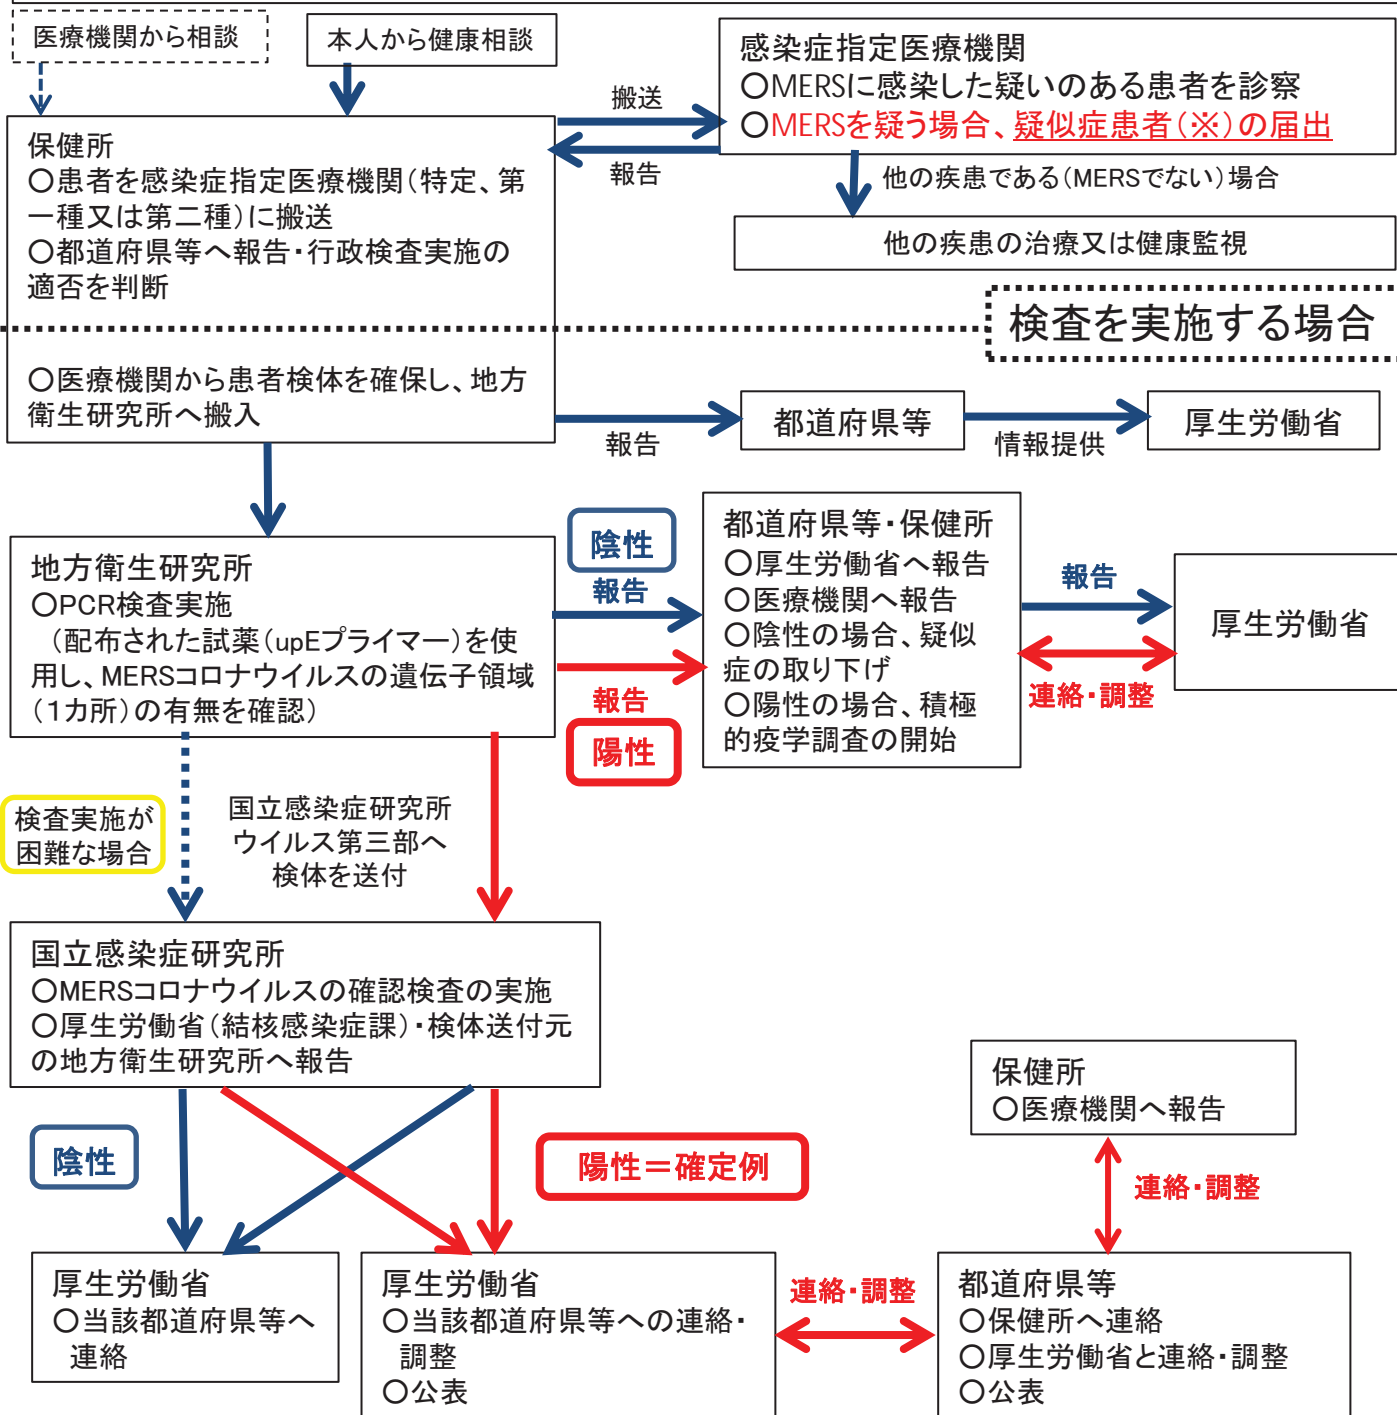 医療機関から相談
本人から健康相談
感染症指定医療機関
○MERSに感染した疑いのある患者を診察
○MERSを疑う場合、疑似症患者(※)の届出
搬送
報告
保健所
○患者を感染症指定医療機関(特定、第
一種又は第二種)に搬送
○都道府県等へ報告・行政検査実施の
適否を判断
他の疾患である(MERSでない)場合
他の疾患の治療又は健康監視
検査を実施する場合
○医療機関から患者検体を確保し、地方
衛生研究所へ搬入
報告
都道府県等
情報提供
厚生労働省
地方衛生研究所
○PCR検査実施
(配布された試薬(upEプライマー)を使
用し、MERSコロナウイルスの遺伝子領域
(1カ所)の有無を確認)
陰性
報告
報告
陽性
都道府県等・保健所
○厚生労働省へ報告
○医療機関へ報告
○陰性の場合、疑似
症の取り下げ
○陽性の場合、積極
的疫学調査の開始
報告
連絡・調整
厚生労働省
検査実施が
困難な場合
国立感染症研究所
ウイルス第三部へ
検体を送付
国立感染症研究所
○MERSコロナウイルスの確認検査の実施
○厚生労働省(結核感染症課)・検体送付元
の地方衛生研究所へ報告
保健所
○医療機関へ報告
陰性
陽性=確定例
連絡・調整
厚生労働省
○当該都道府県等へ
連絡
厚生労働省
○当該都道府県等への連絡・
調整
○公表
連絡・調整
都道府県等
○保健所へ連絡
○厚生労働省と連絡・調整
○公表